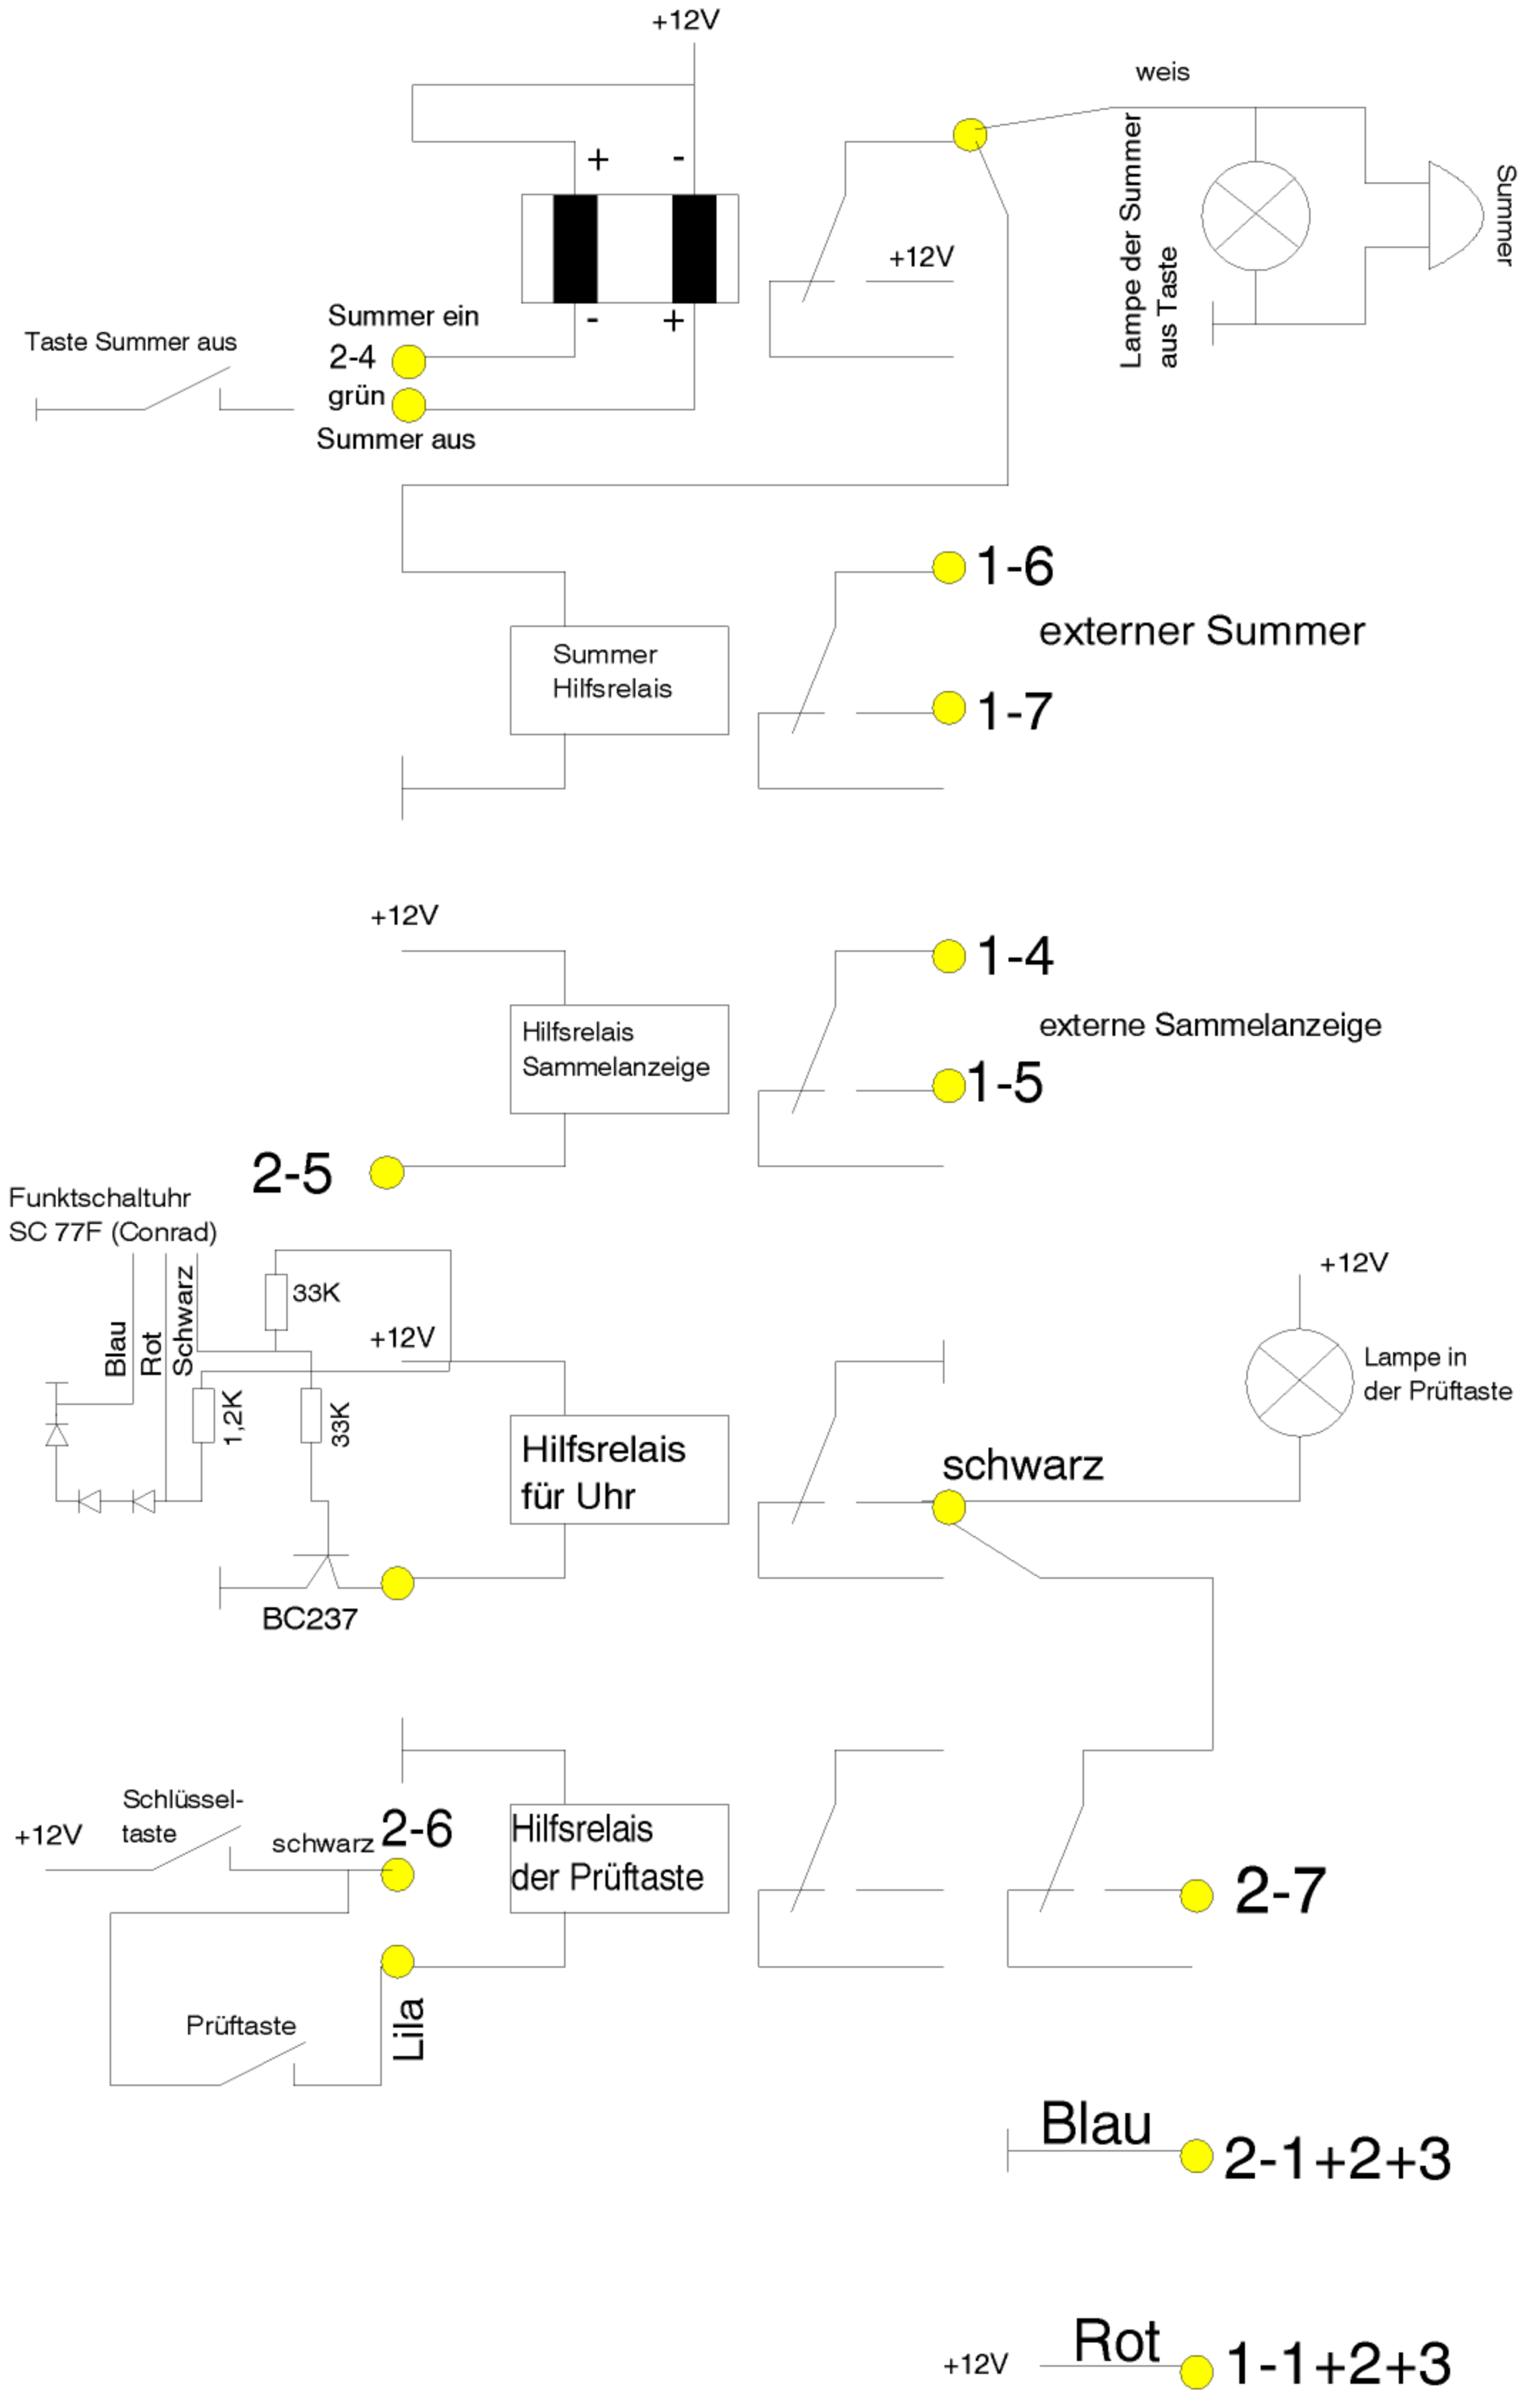 +12V
weis
+ -
Lampe der Summer
aus Taste
Summer
+12V
- +
Summer ein
Taste Summer aus
2-4
grün
Summer aus
1-6
externer Summer
Summer
Hilfsrelais
1-7
+12V
1-4
externe Sammelanzeige
Hilfsrelais
Sammelanzeige
1-5
2-5
Funktschaltuhr
SC 77F (Conrad)
Blau
Rot
Schwarz
33K
+12V
+12V
Lampe in
der Prüftaste
1,2K
33K
Hilfsrelais
für Uhr
schwarz
BC237
Schlüssel-
taste
+12V
schwarz
2-6
Hilfsrelais
der Prüftaste
2-7
Lila
Prüftaste
Blau
2-1+2+3
Rot
+12V
1-1+2+3